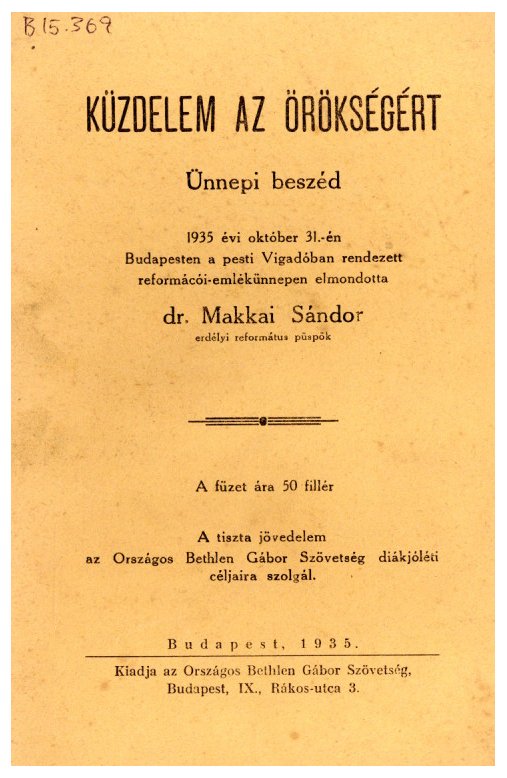 B 15.369
KÜZDELEM AZ ÖRÖKSÉGÉRT
Ünnepi beszéd
1935 évi október 31.-én
Budapesten a pesti Vigadóban rendezett
reformácói-emlékünnepen elmondotta
dr. Makkai Sándor
erdélyi református püspök
A füzet ára 50 fillér
A tiszta jövedelem
az Országos Bethlen Gábor Szövetség diákjóléti
céljaira szolgál.
Budapest, 1935.
Kiadja az Országos Bethlen Gábor Szövetség,
Budapest, IX., Rákos-utca 3.